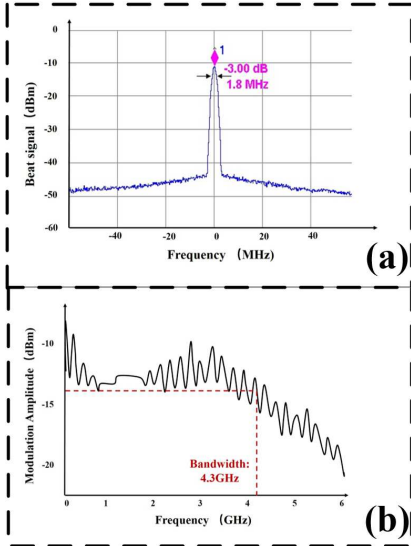 0
-10
-20
-30
-40
-50
-60
Beat signal (dBm)
1
-3.00 dB
1.8 MHz
-40
-20
0
20
40
Frequency (MHz)
(a)
-10
-15
-20
Modulation Amplitude (dBm)
Bandwidth:
4.3GHz
0
1
2
3
4
5
6
Frequency (GHz)
(b)